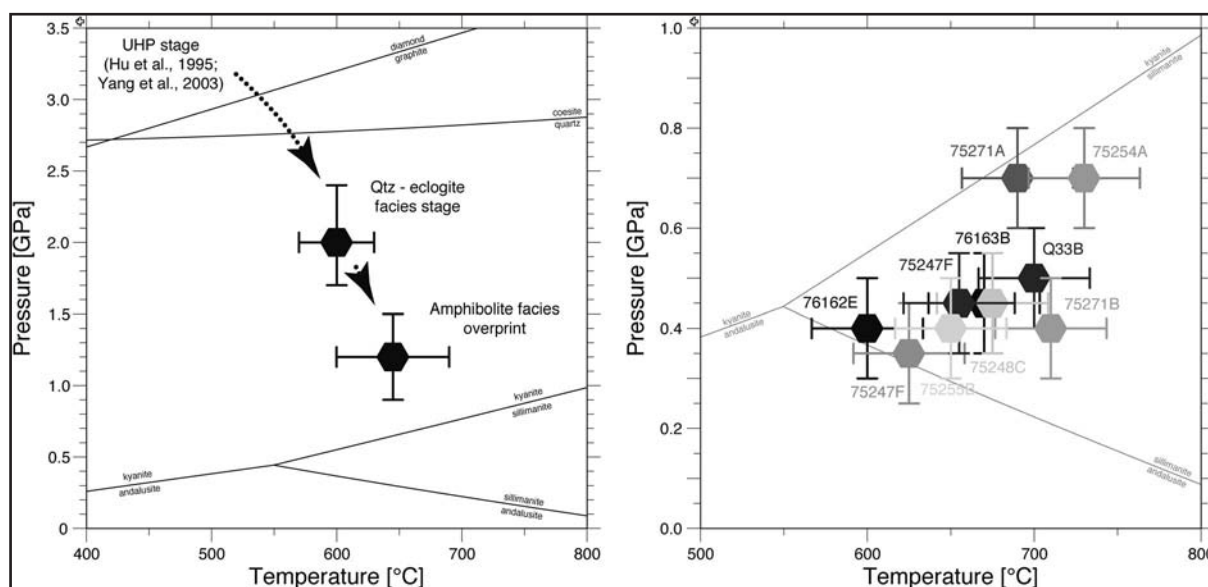 3.5
3.0
2.5
2.0
1.5
1.0
0.5
0
Pressure [GPa]
UHP stage
(Hu et al., 1995;
Yang et al., 2003)
diamond
graphite
coesite
quartz
Qtz - eclogite
facies stage
Amphibolite facies
overprint
kyanite
sillimanite
kyanite
andalusite
sillimanite
andalusite
400
500
600
700
800
Temperature [°C]
1.0
0.8
0.6
0.4
0.2
0.0
Pressure [GPa]
kyanite
sillimanite
75271A
75254A
76163B
Q33B
75247F
76162E
75271B
kyanite
andalusite
75248C
75247F
75255B
sillimanite
andalusite
500
600
700
800
Temperature [°C]